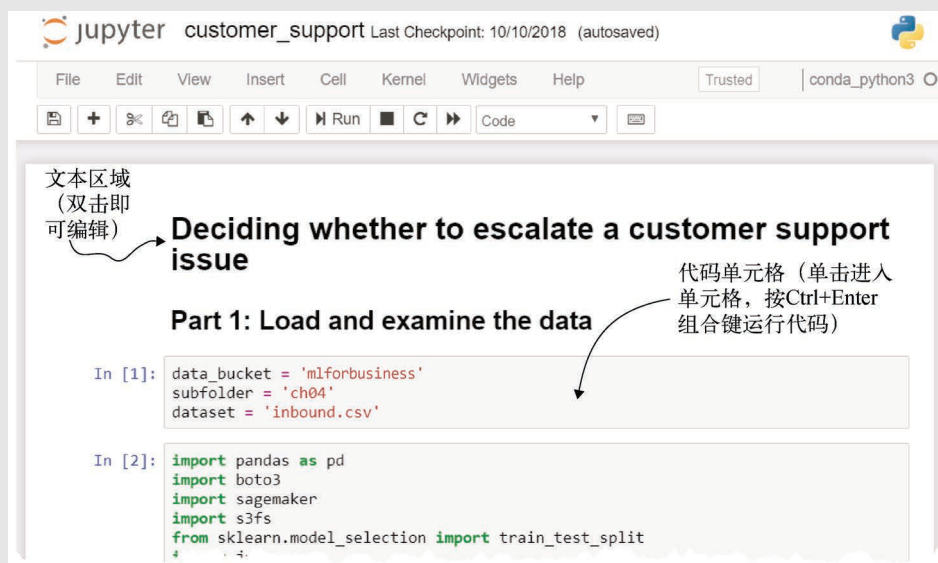 jupyter customer_support Last Checkpoint: 10/10/2018 (autosaved)
File Edit View Insert Cell Kernel Widgets Help Trusted conda_python3
Run Code
文本区域
（双击即
可编辑）
Deciding whether to escalate a customer support
issue
代码单元格（单击进入
单元格，按Ctrl+Enter
组合键运行代码）
Part 1: Load and examine the data
In [1]: data_bucket = 'mlforbusiness'
subfolder = 'ch04'
dataset = 'inbound.csv'
In [2]: import pandas as pd
import boto3
import sagemaker
import s3fs
from sklearn.model_selection import train_test_split